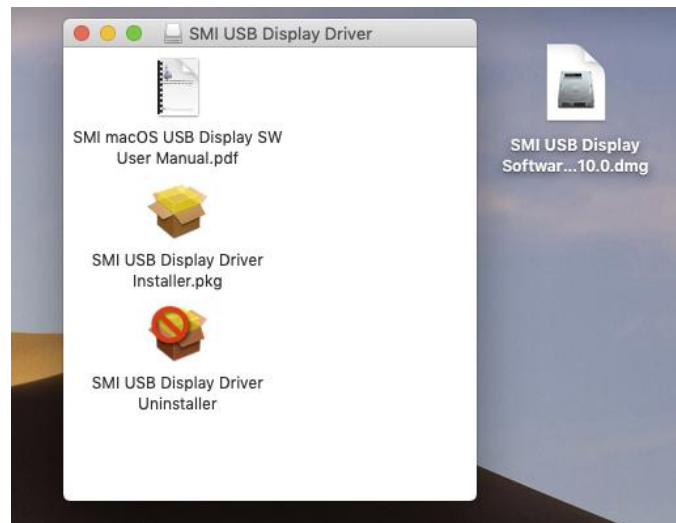 SMI USB Display Driver
SMI macOS USB Display SW
User Manual.pdf
SMI USB Display Driver
Installer.pkg
SMI USB Display Driver
Uninstaller
SMI USB Display
Softwar...10.0.dmg